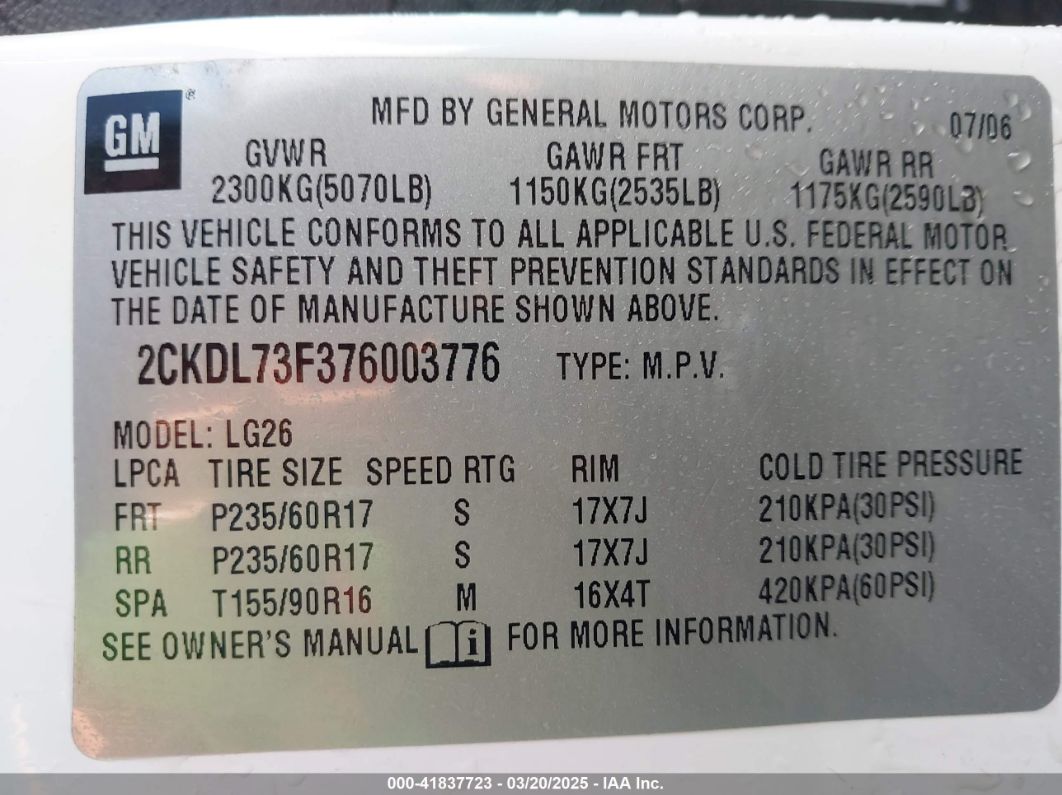 GM ®
MFD BY GENERAL MOTORS CORP. 07/06
GVWR GAWR FRT GAWR RR
2300KG(5070LB) 1150KG(2535LB) 1175KG(2590LB)
THIS VEHICLE CONFORMS TO ALL APPLICABLE U.S. FEDERAL MOTOR
VEHICLE SAFETY AND THEFT PREVENTION STANDARDS IN EFFECT ON
THE DATE OF MANUFACTURE SHOWN ABOVE.
2CKDL73F376003776 TYPE: M.P.V.
MODEL: LG26
LPCA TIRE SIZE SPEED RTG RIM COLD TIRE PRESSURE
FRT P235/60R17 S 17X7J 210KPA(30PSI)
RR P235/60R17 S 17X7J 210KPA(30PSI)
SPA T155/90R16 M 16X4T 420KPA(60PSI)
SEE OWNER'S MANUAL i FOR MORE INFORMATION.
000-41837723 - 03/20/2025 - IAA Inc.